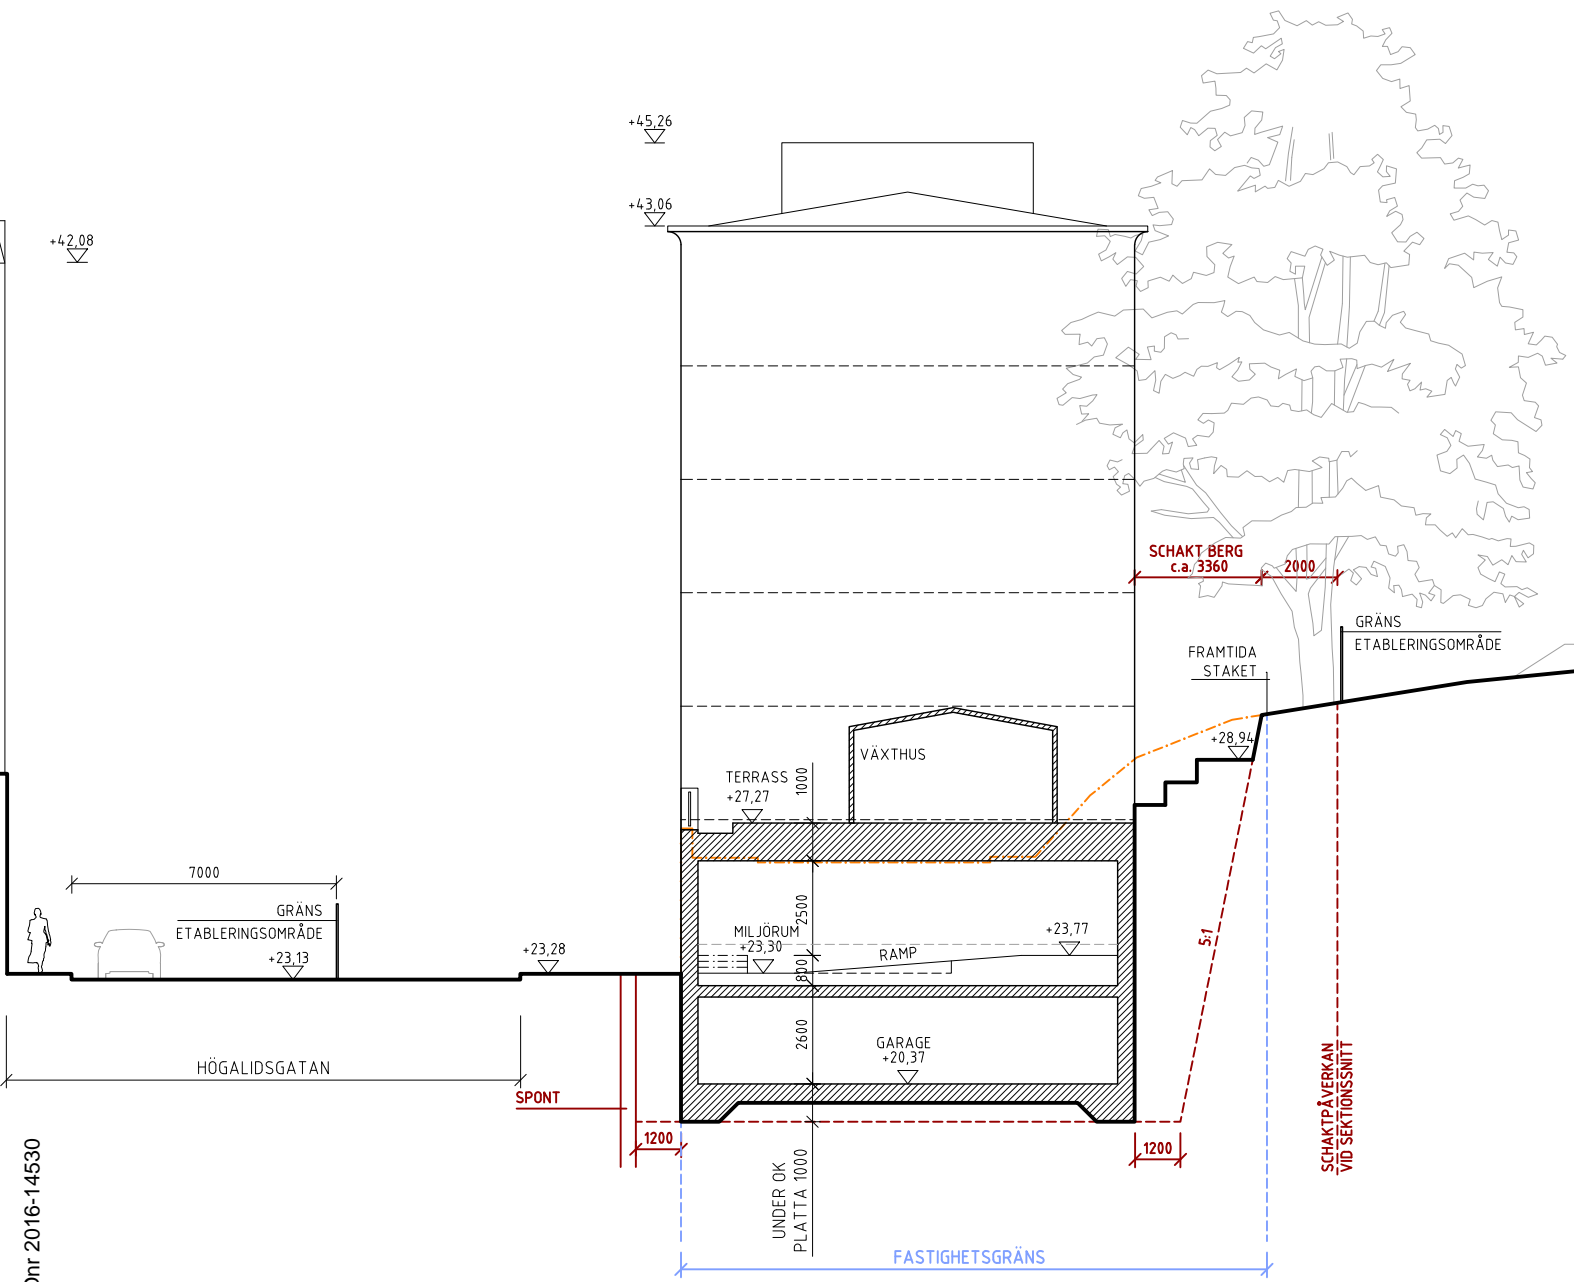 +45,26
+43,06
+42,08
SCHAKT BERG
c.a. 3360
2000
GRÄNS
ETABLERINGSOMRÅDE
FRAMTIDA
STAKET
+28,94
VÄXTHUS
TERRASS
+27,27
1000
7000
GRÄNS
ETABLERINGSOMRÅDE
+23,13
+23,28
2500
MILJÖRUM
+23,30
+23,77
RAMP
800
5:1
2600
GARAGE
+20,37
HÖGALIDSGATAN
SPONT
1200
1200
SCHAKTPÅVERKAN
VID SEKTIONSSNITT
UNDER OK
PLATTA 1000
FASTIGHETSGRÄNS
Dnr 2016-14530